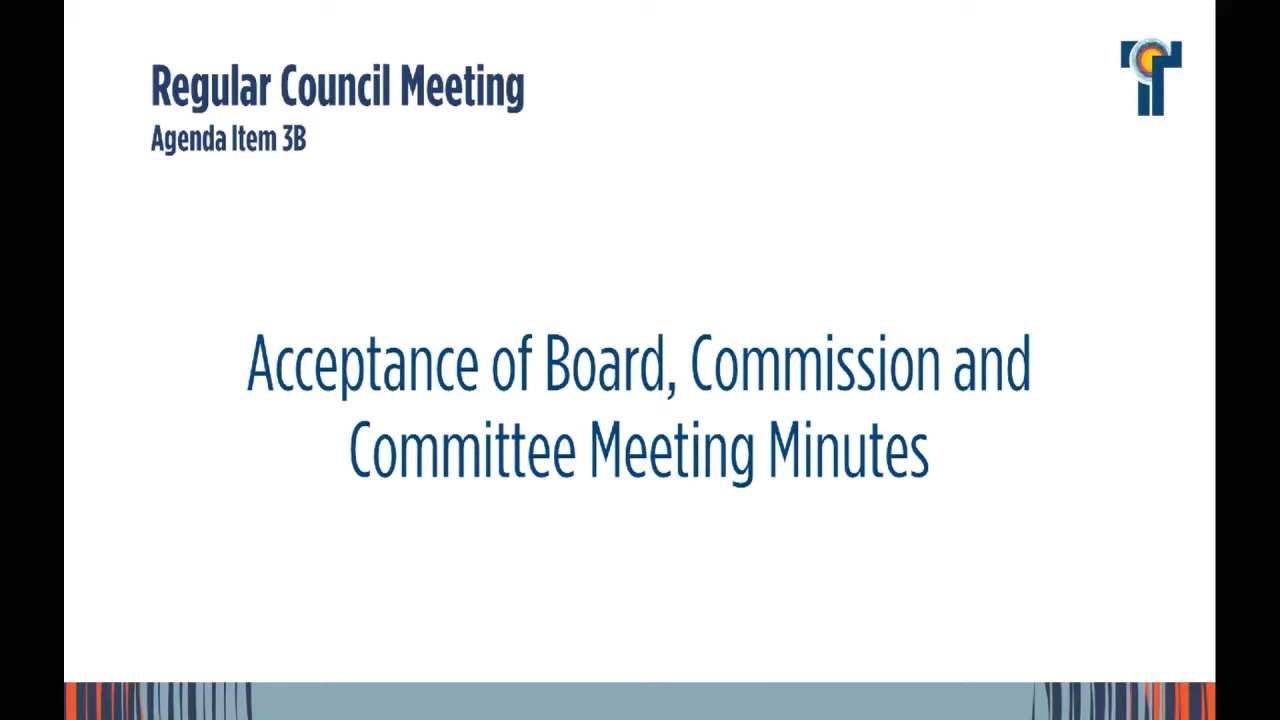 Regular Council Meeting
Agenda Item 3B
Acceptance of Board, Commission and
Committee Meeting Minutes